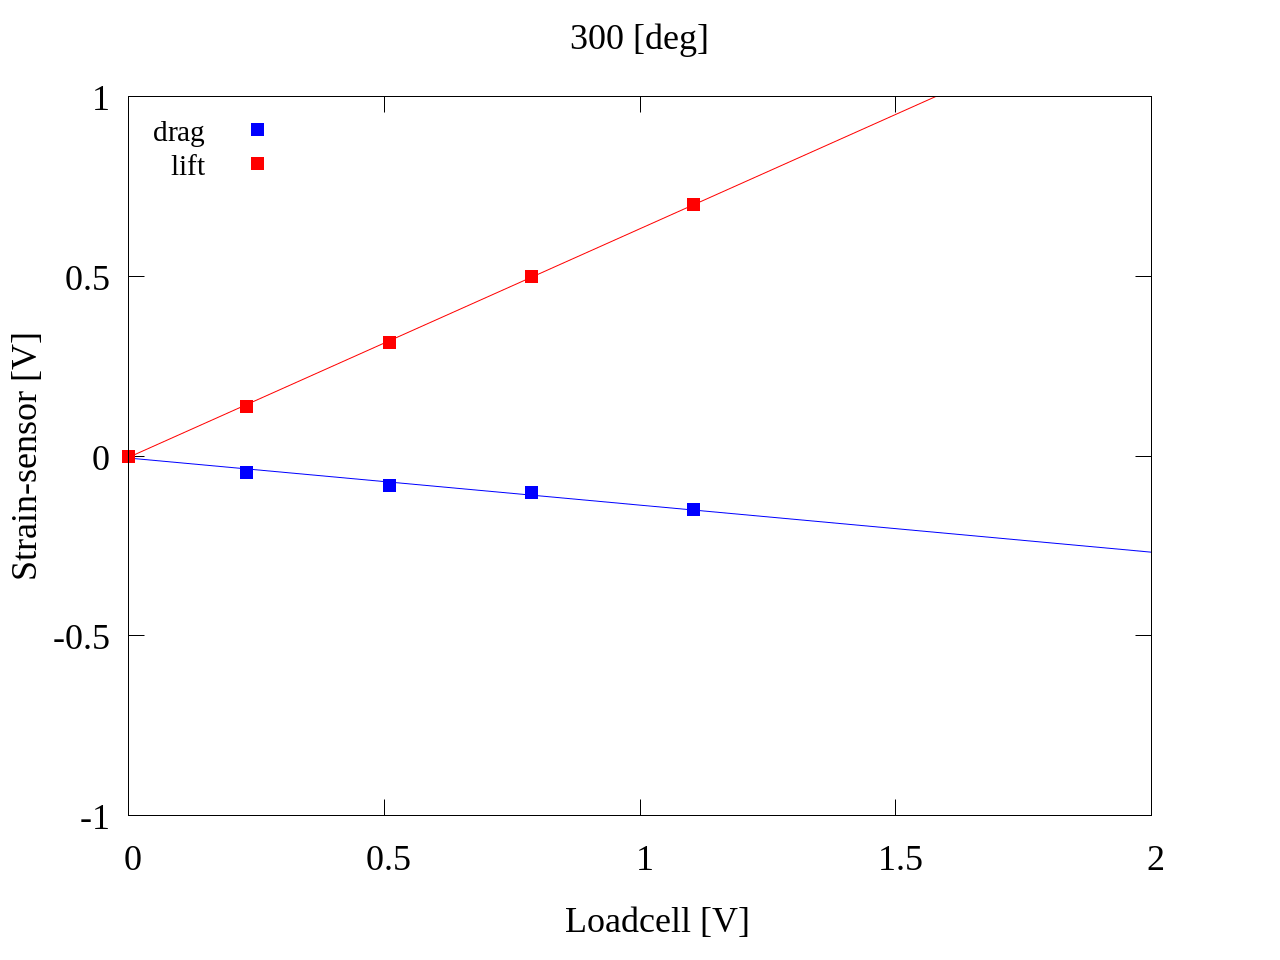 300 [deg]
1
drag
lift
0.5
0
-0.5
-1
Strain-sensor [V]
0 0.5 1 1.5 2
Loadcell [V]